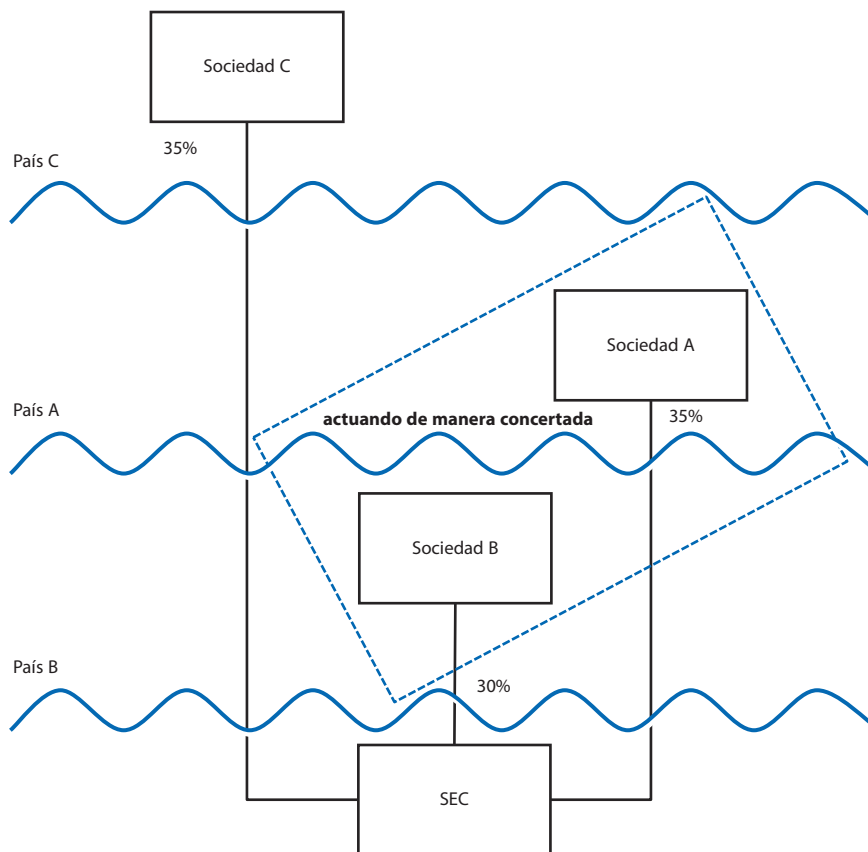 Sociedad C
35%
País C
Sociedad A
País A
actuando de manera concertada
35%
Sociedad B
País B
30%
SEC